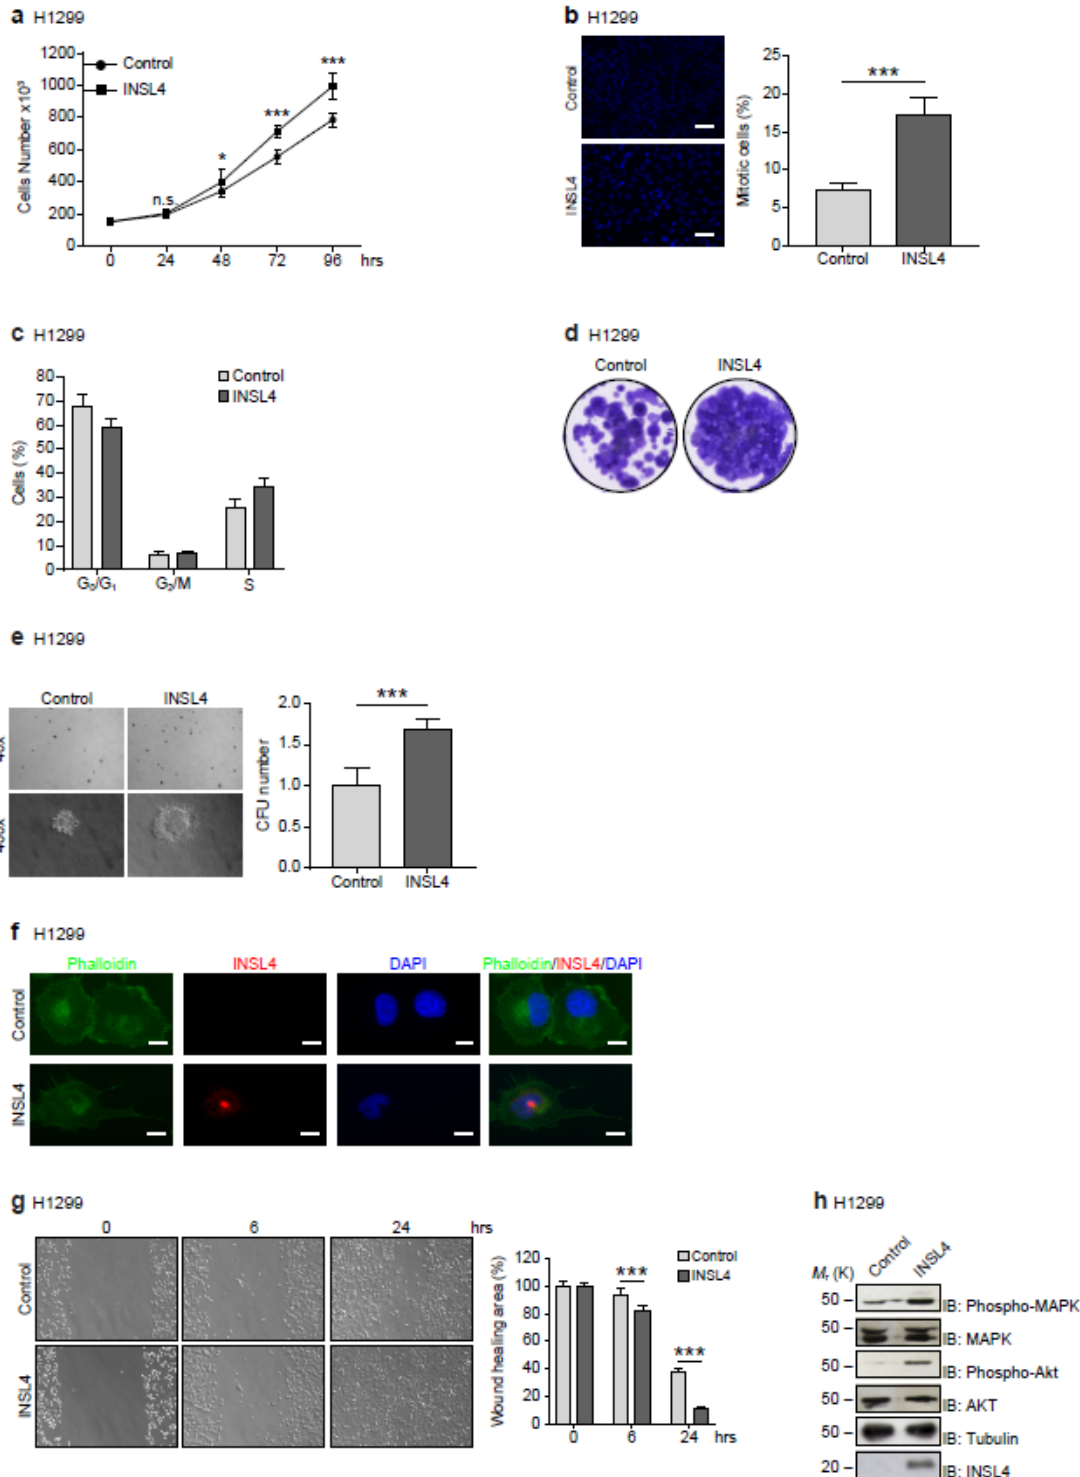 a H1299
1200
1000
800
600
400
200
0
Cells Number x10³
Control
INSL4
n.s.
*
***
***
0 24 48 72 96 hrs
b H1299
Control
INSL4
25
20
15
10
5
0
Mitotic cells (%)
***
Control INSL4
c H1299
80
70
60
50
40
30
20
10
0
Cells (%)
Control
INSL4
G₀/G₁ G₂/M S
d H1299
Control INSL4
e H1299
Control INSL4
2.0
1.5
1.0
0.5
0.0
CFU number
***
Control INSL4
f H1299
Phalloidin INSL4 DAPI Phalloidin/INSL4/DAPI
Control
INSL4
g H1299
0 6 24 hrs
Control
INSL4
120
100
80
60
40
20
0
Wound healing area (%)
Control
INSL4
***
***
0 6 24 hrs
h H1299
Control INSL4
Mᵣ (K)
50 – IB: Phospho-MAPK
50 – IB: MAPK
50 – IB: Phospho-Akt
50 – IB: AKT
50 – IB: Tubulin
20 – IB: INSL4